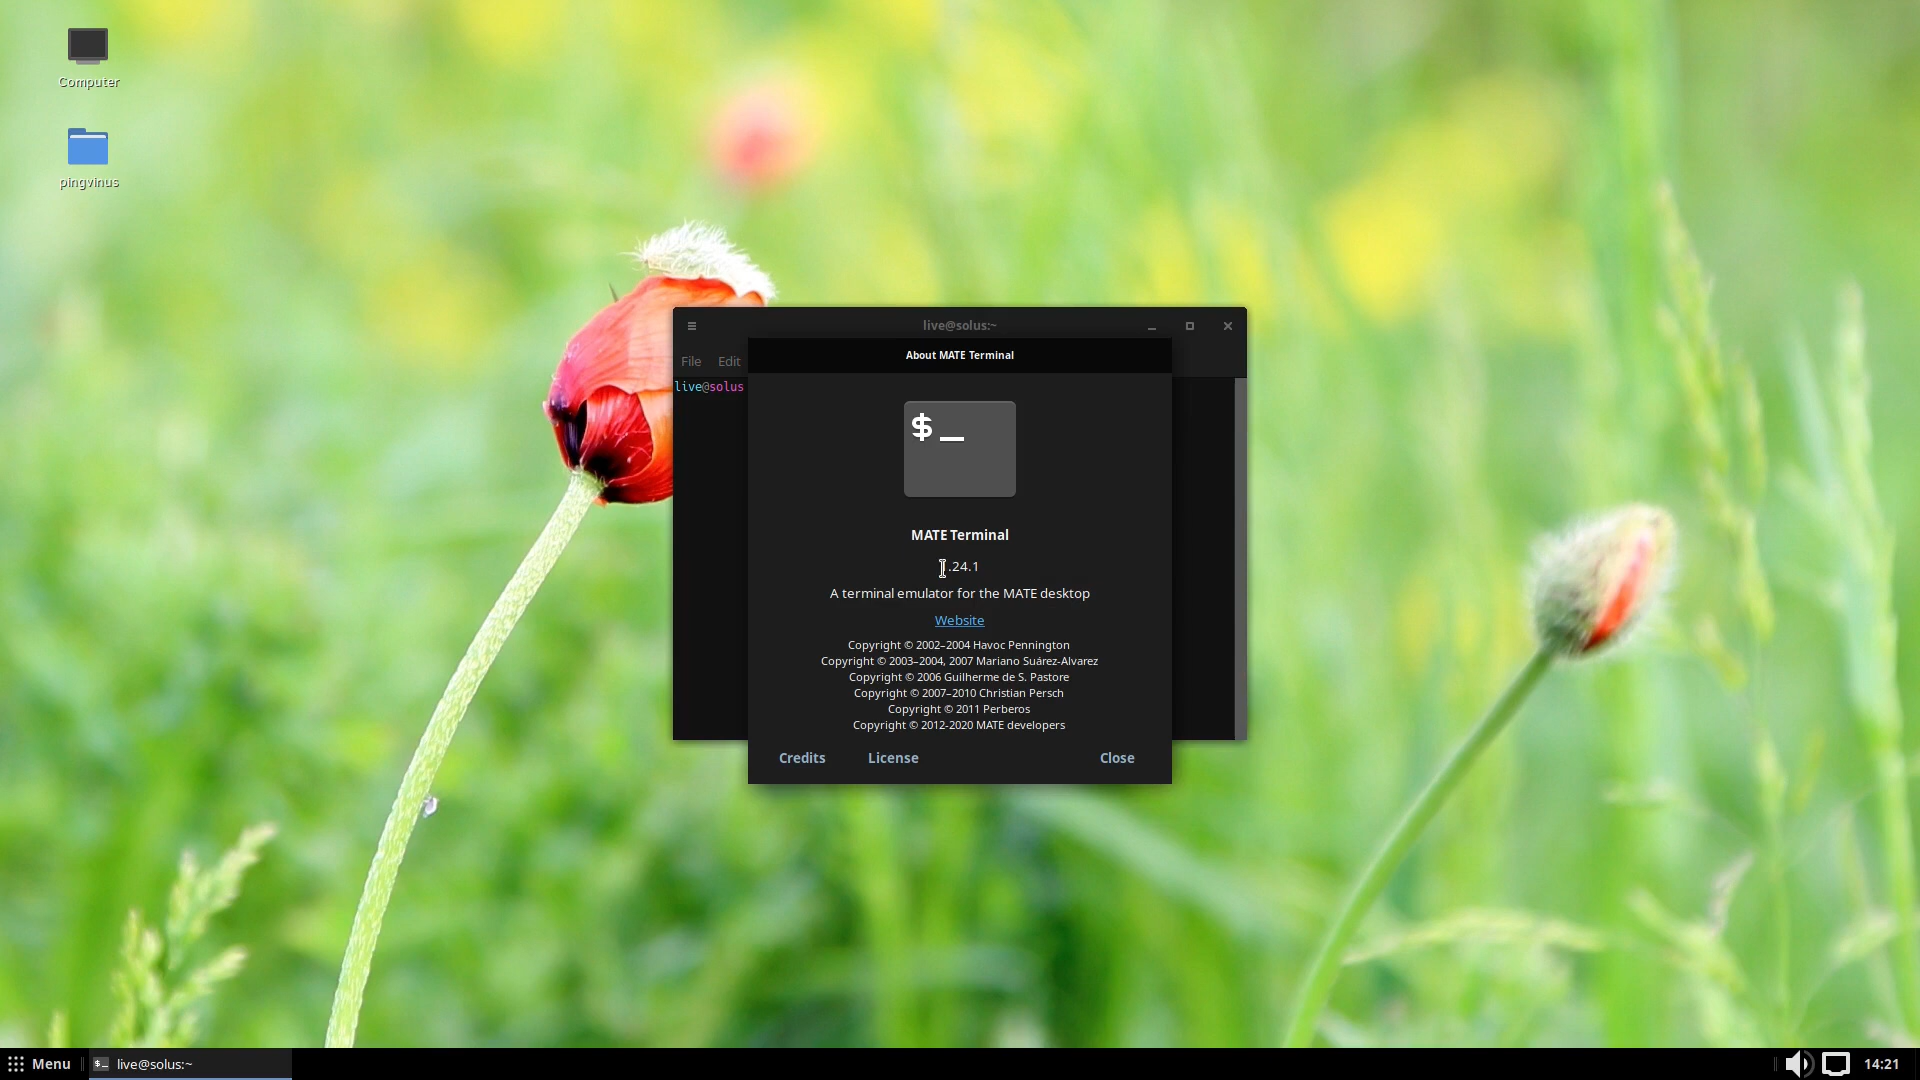 Computer
pingvinus
live@solus:~
File Edit
live@solus
About MATE Terminal
$_
MATE Terminal
.24.1
A terminal emulator for the MATE desktop
Website
Copyright © 2002–2004 Havoc Pennington
Copyright © 2003–2004, 2007 Mariano Suárez-Alvarez
Copyright © 2006 Guilherme de S. Pastore
Copyright © 2007–2010 Christian Persch
Copyright © 2011 Perberos
Copyright © 2012-2020 MATE developers
Credits License Close
Menu $_ live@solus:~ 14:21